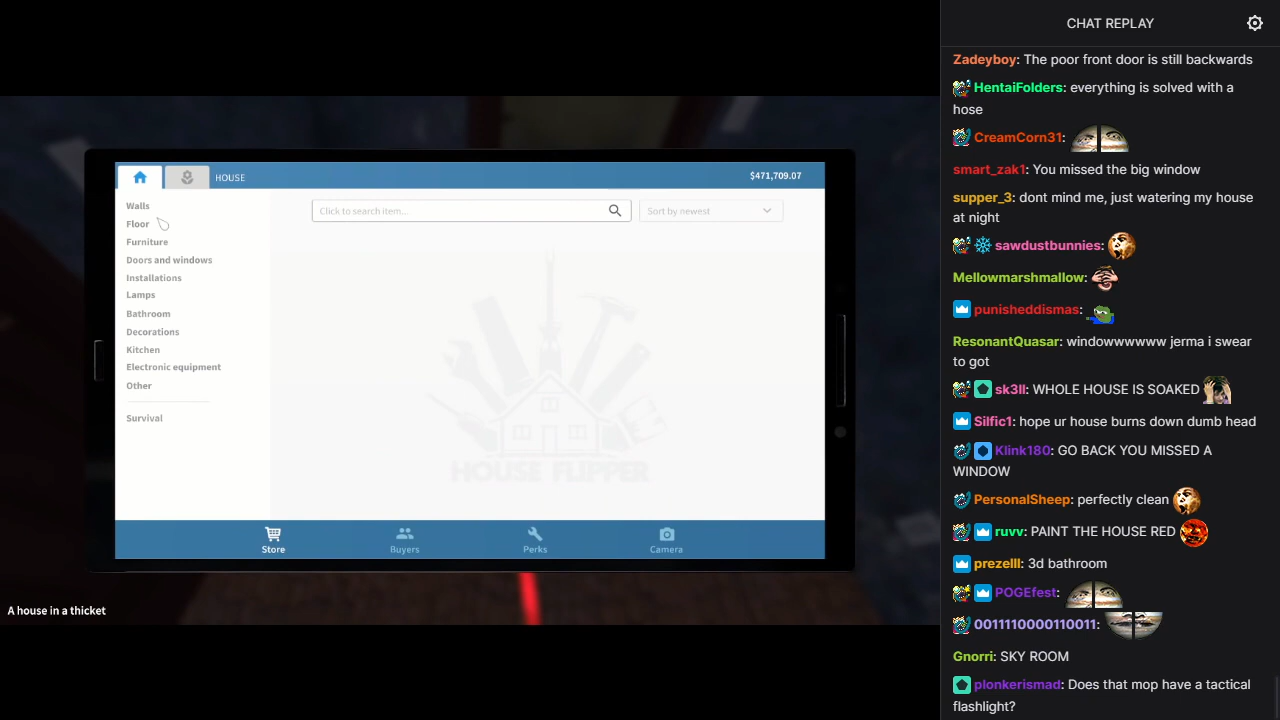 HOUSE
$471,709.07
Walls
Floor
Furniture
Doors and windows
Installations
Lamps
Bathroom
Decorations
Kitchen
Electronic equipment
Other
Survival
Click to search item...
Sort by newest
HOUSE FLIPPER
Store
Buyers
Perks
Camera
A house in a thicket
CHAT REPLAY
Zadeyboy: The poor front door is still backwards
HentaiFolders: everything is solved with a
hose
CreamCorn31:
smart_zak1: You missed the big window
supper_3: dont mind me, just watering my house
at night
sawdustbunnies:
Mellowmarshmallow:
punisheddismas:
ResonantQuasar: windowwwwww jerma i swear
to got
sk3ll: WHOLE HOUSE IS SOAKED
Silfic1: hope ur house burns down dumb head
Klink180: GO BACK YOU MISSED A
WINDOW
PersonalSheep: perfectly clean
ruvv: PAINT THE HOUSE RED
prezelll: 3d bathroom
POGEfest:
0011110000110011:
Gnorri: SKY ROOM
plonkerismad: Does that mop have a tactical
flashlight?